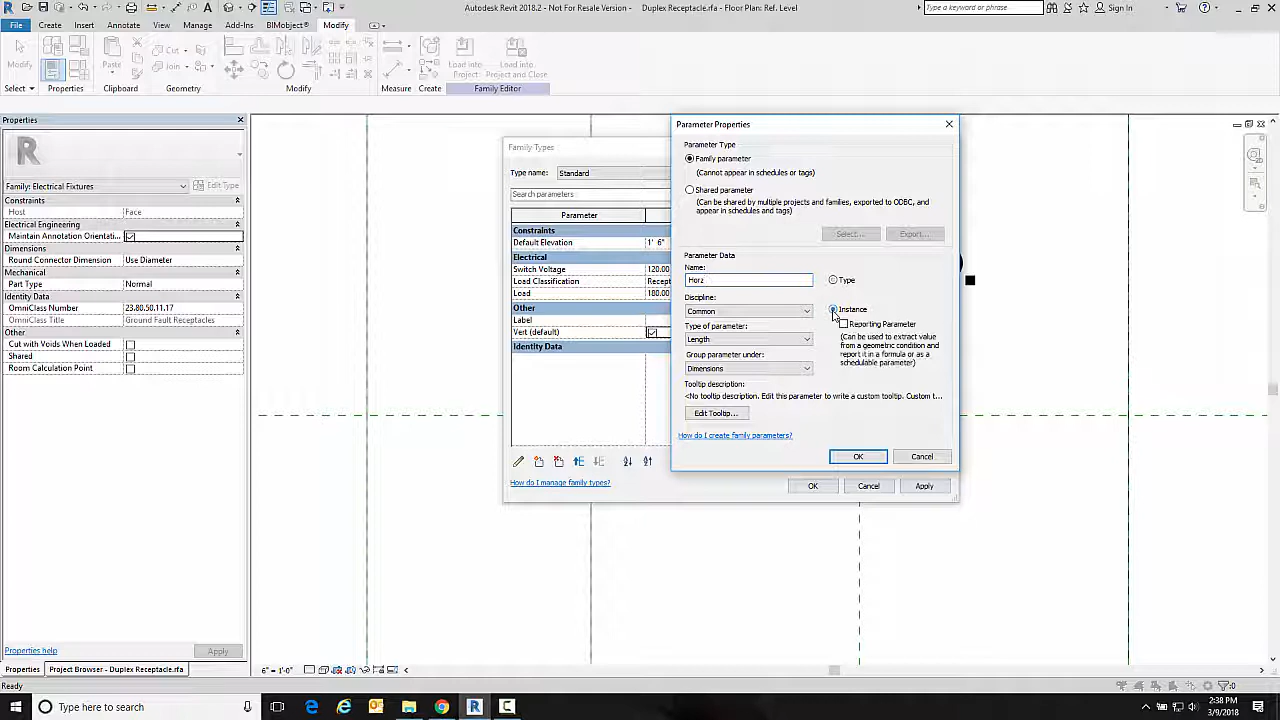 Autodesk Revit 2018.2 - Not For Resale Version - Duplex Receptacle.rfa - Floor Plan: Ref. Level
Type a keyword or phrase
Sign In
File Create Insert Annotate View Manage Add-Ins BIMobject® Modify
Modify
Cut
Join
Paste
Load into
Project
Load into
Project and Close
Select Properties Clipboard Geometry Modify Measure Create Family Editor
Properties
Family: Electrical Fixtures
Edit Type
Constraints
Host Face
Electrical Engineering
Maintain Annotation Orientati...
Dimensions
Round Connector Dimension Use Diameter
Mechanical
Part Type Normal
Identity Data
OmniClass Number 23.80.50.11.17
OmniClass Title Ground Fault Receptacles
Other
Cut with Voids When Loaded
Shared
Room Calculation Point
Properties help
Apply
Properties Project Browser - Duplex Receptacle.rfa
Family Types
Type name: Standard
Search parameters
Parameter
Constraints
Default Elevation 1' 6"
Electrical
Switch Voltage 120.00
Load Classification Recept
Load 180.00
Other
Label
Vert (default)
Identity Data
How do I manage family types?
OK Cancel Apply
Parameter Properties
Parameter Type
Family parameter
(Cannot appear in schedules or tags)
Shared parameter
(Can be shared by multiple projects and families, exported to ODBC, and
appear in schedules and tags)
Select... Export...
Parameter Data
Name:
Horz
Type
Discipline:
Common
Instance
Type of parameter:
Length
Reporting Parameter
(Can be used to extract value
from a geometric condition and
report it in a formula or as a
schedulable parameter)
Group parameter under:
Dimensions
Tooltip description:
<No tooltip description. Edit this parameter to write a custom tooltip. Custom t...
Edit Tooltip...
How do I create family parameters?
OK Cancel
6" = 1'-0"
Ready
:0
Type here to search
2:38 PM
3/9/2018